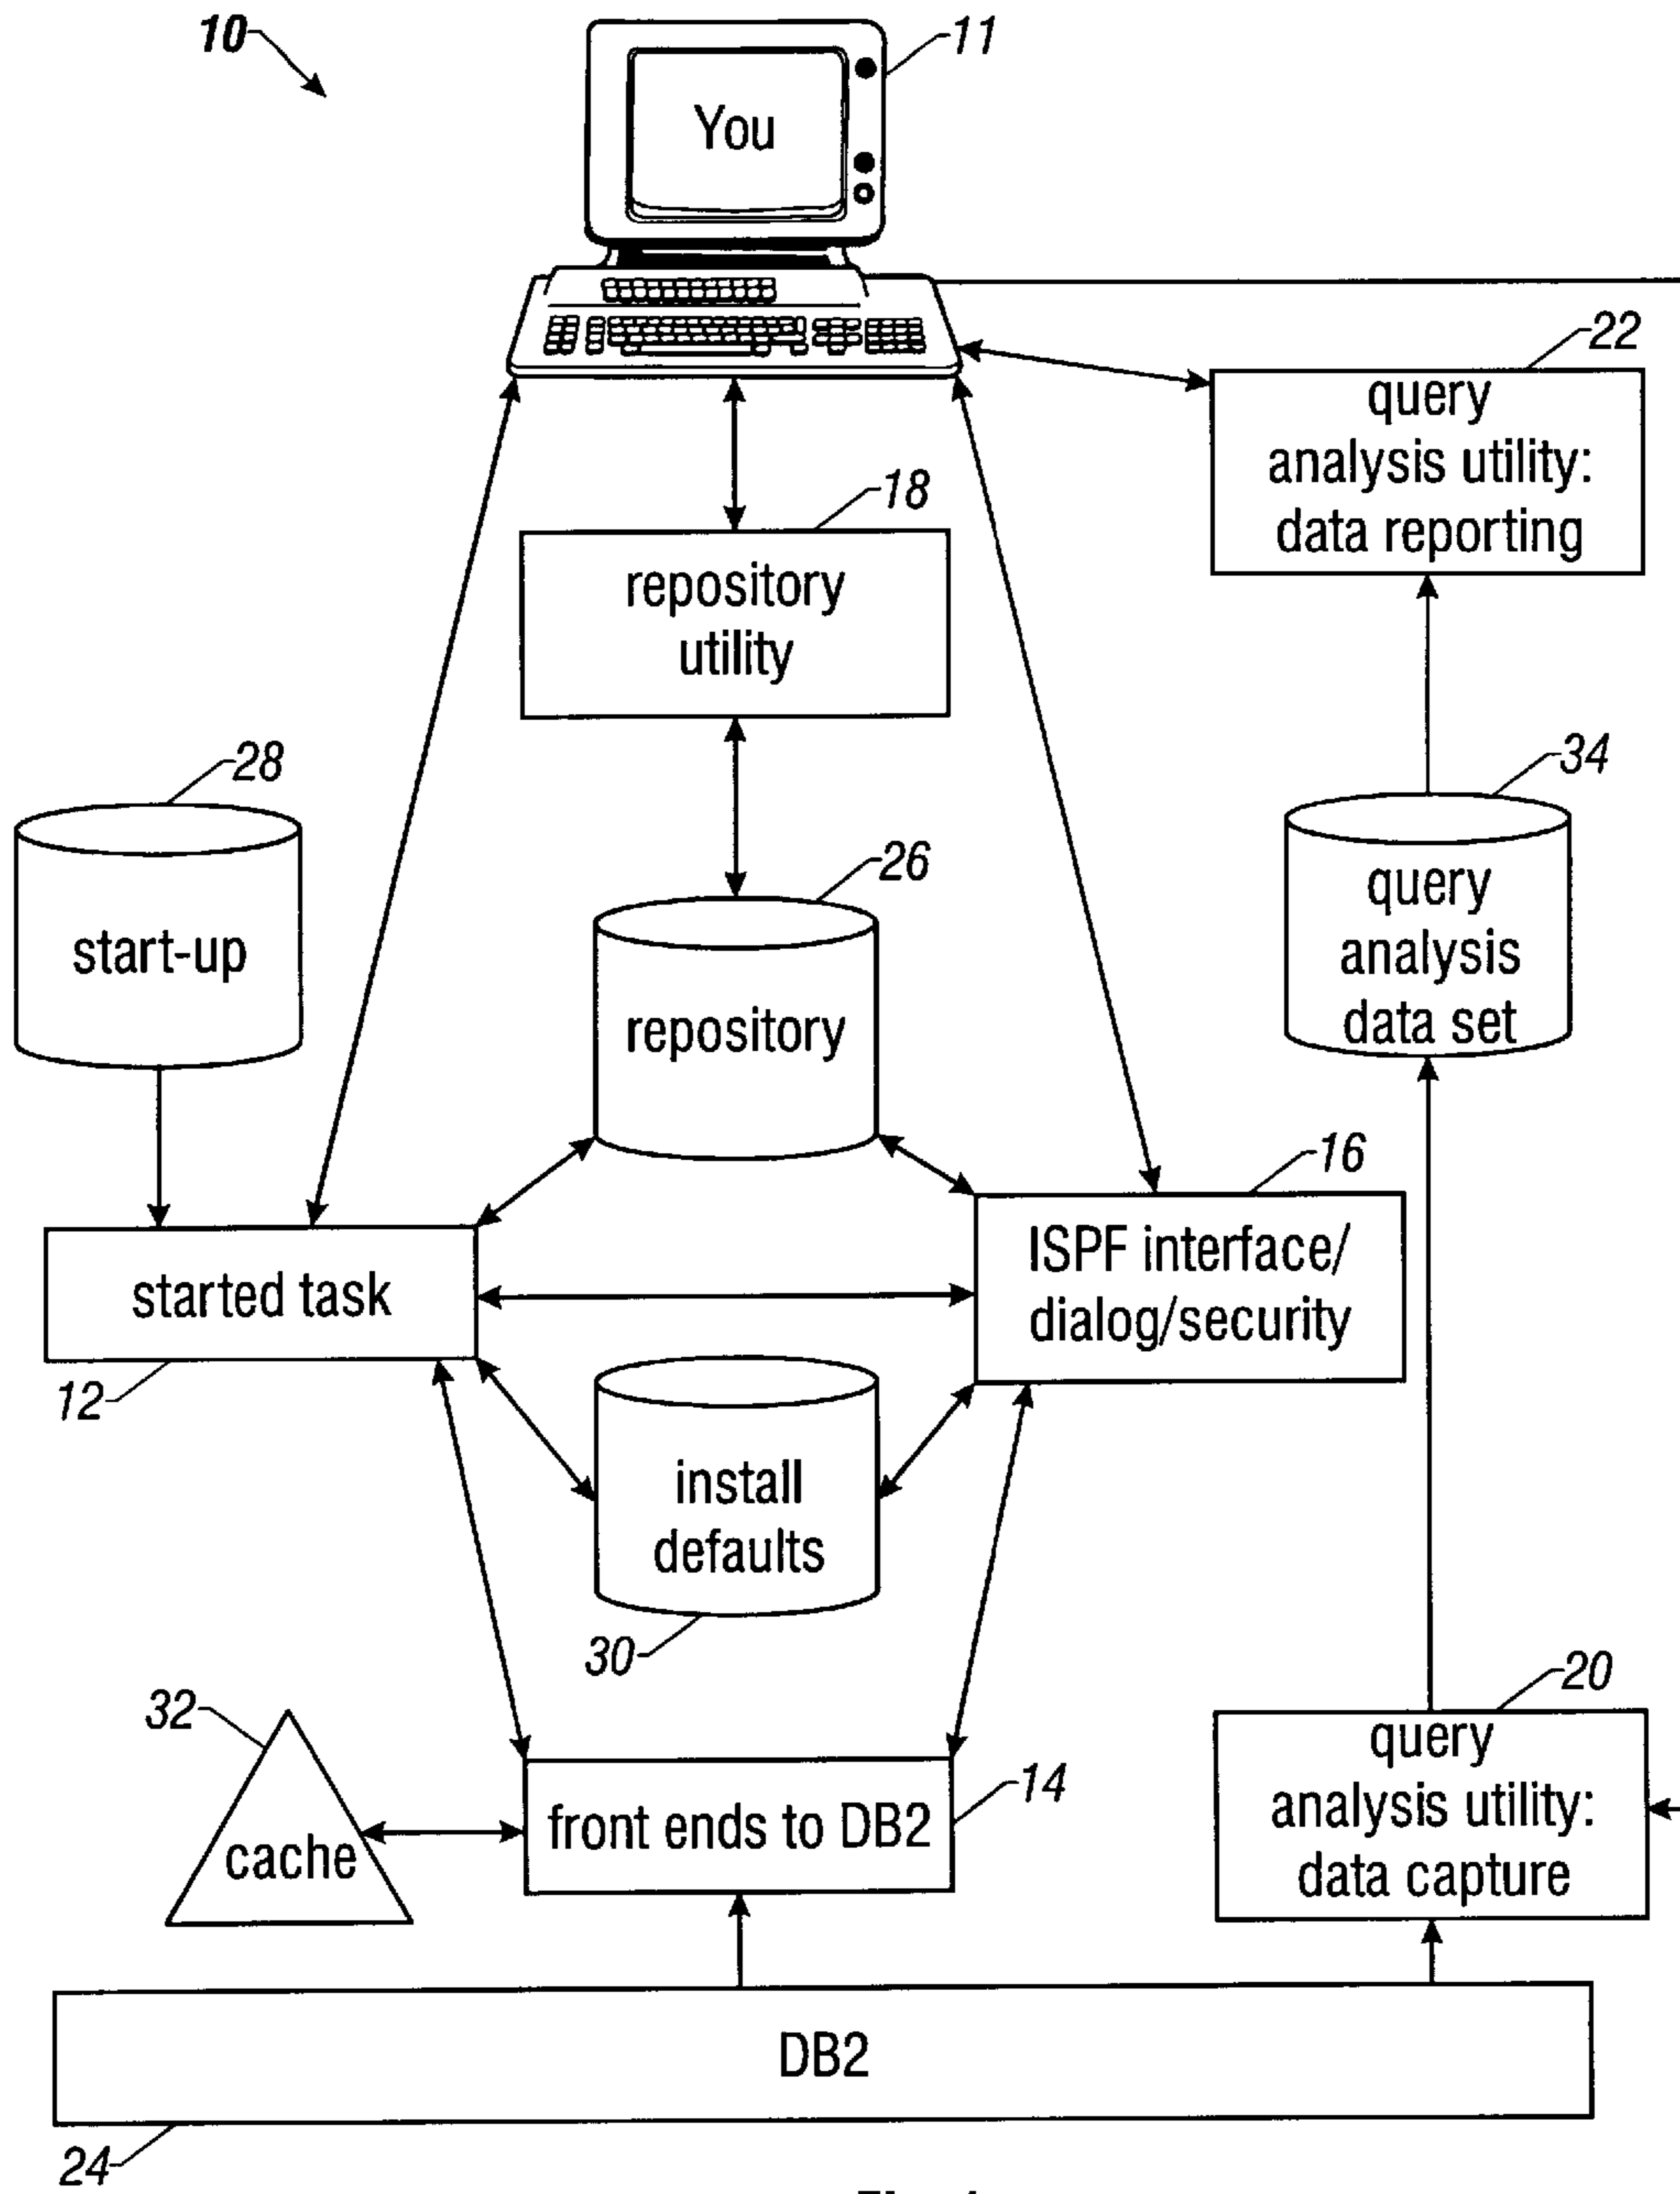 10
11
You
22
query
analysis utility:
data reporting
18
repository
utility
28
start-up
34
query
analysis
data set
26
repository
16
ISPF interface/
dialog/security
started task
12
install
defaults
30
20
query
analysis utility:
data capture
32
cache
14
front ends to DB2
DB2
24